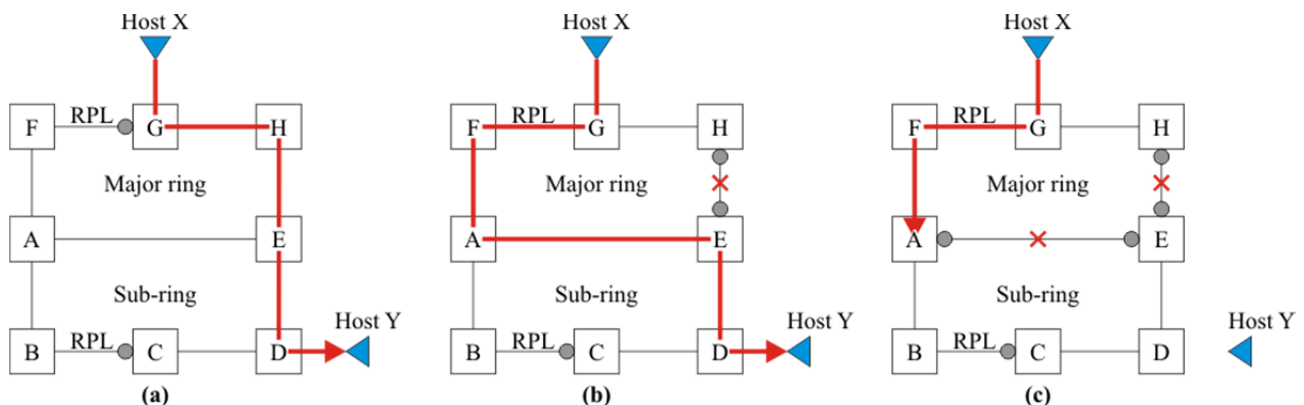 Host X Host X Host X
F RPL G H F RPL G H F RPL G H
Major ring Major ring Major ring
A E A E A E
Sub-ring Sub-ring Sub-ring
Host Y Host Y Host Y
B RPL C D B RPL C D B RPL C D
(a) (b) (c)